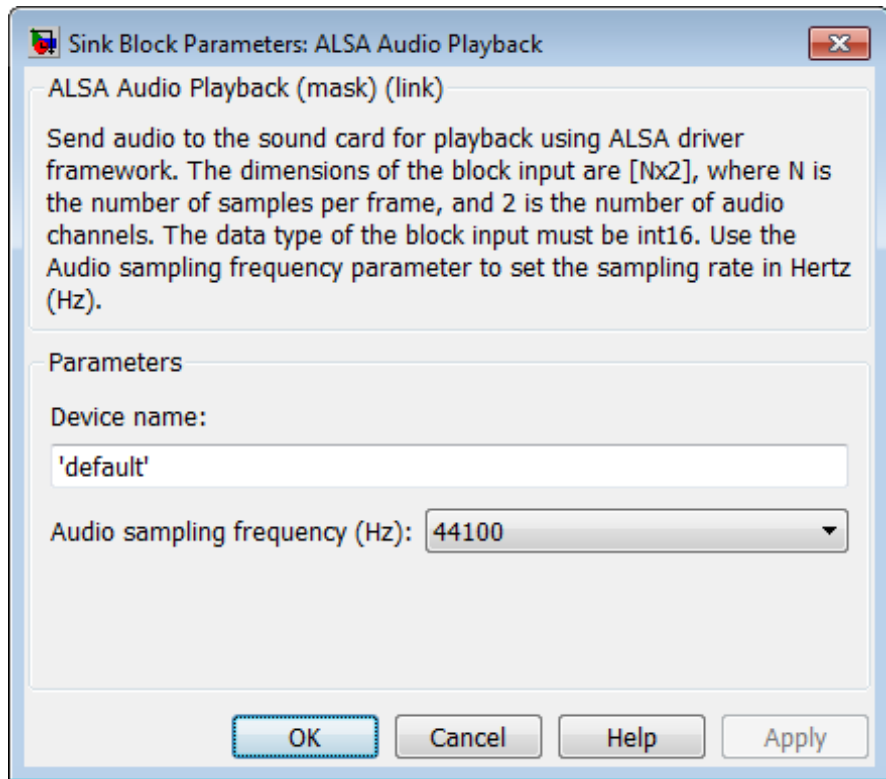 Sink Block Parameters: ALSA Audio Playback
ALSA Audio Playback (mask) (link)
Send audio to the sound card for playback using ALSA driver
framework. The dimensions of the block input are [Nx2], where N is
the number of samples per frame, and 2 is the number of audio
channels. The data type of the block input must be int16. Use the
Audio sampling frequency parameter to set the sampling rate in Hertz
(Hz).
Parameters
Device name:
'default'
Audio sampling frequency (Hz): 44100
OK Cancel Help Apply